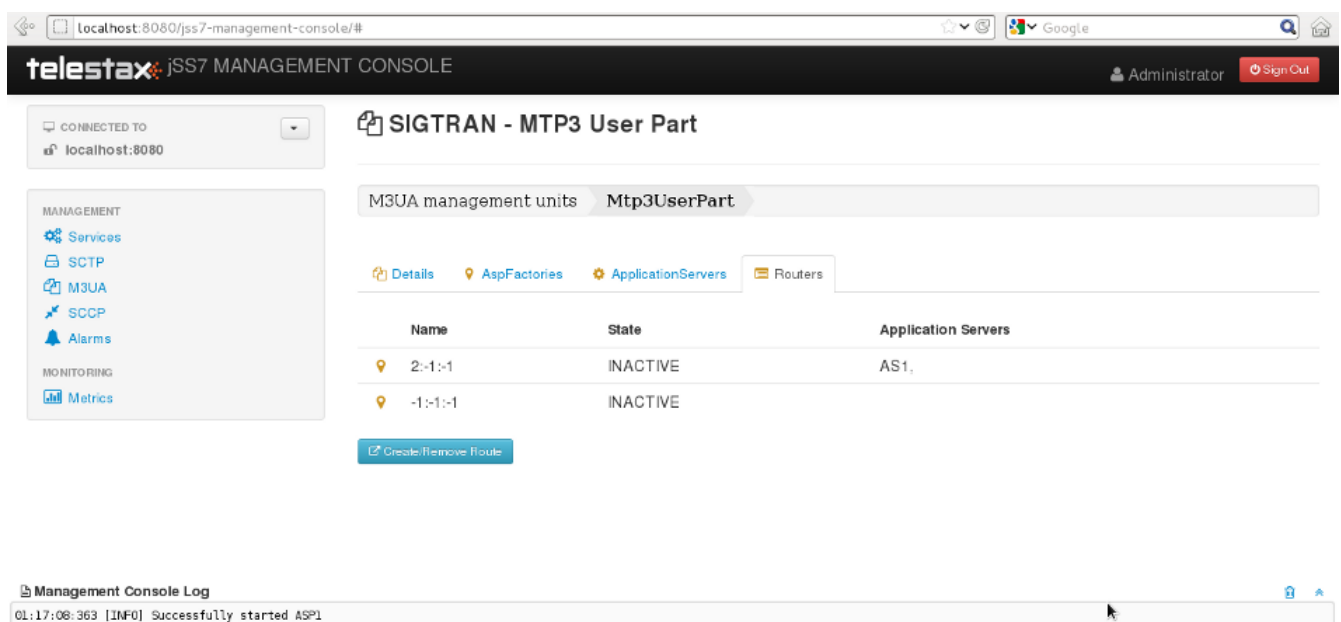 localhost:8080/jss7-management-console/#
Google
telestax jSS7 MANAGEMENT CONSOLE
Administrator
Sign Out
CONNECTED TO
localhost:8080
SIGTRAN - MTP3 User Part
M3UA management units Mtp3UserPart
MANAGEMENT
Services
SCTP
M3UA
SCCP
Alarms
MONITORING
Metrics
Details AspFactories ApplicationServers Routers
Name State Application Servers
2:-1:-1 INACTIVE AS1,
-1:-1:-1 INACTIVE
Create/Remove Route
Management Console Log
01:17:08:363 [INFO] Successfully started ASP1